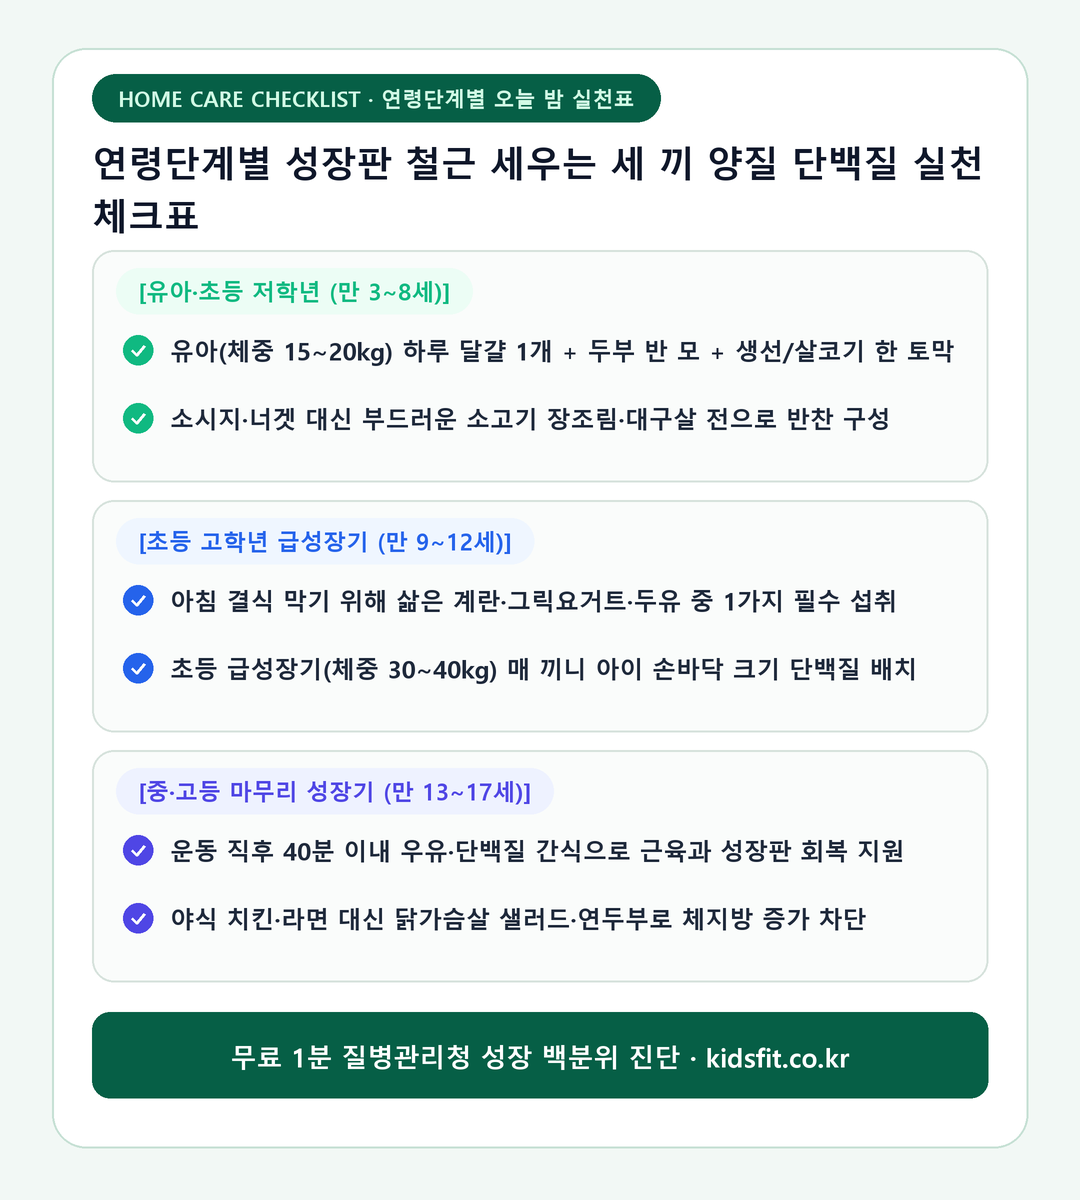 HOME CARE CHECKLIST · 연령단계별 오늘 밤 실천표
연령단계별 성장판 철근 세우는 세 끼 양질 단백질 실천
체크표
[유아·초등 저학년 (만 3~8세)]
유아(체중 15~20kg) 하루 달걀 1개 + 두부 반 모 + 생선/살코기 한 토막
소시지·너겟 대신 부드러운 소고기 장조림·대구살 전으로 반찬 구성
[초등 고학년 급성장기 (만 9~12세)]
아침 결식 막기 위해 삶은 계란·그릭요거트·두유 중 1가지 필수 섭취
초등 급성장기(체중 30~40kg) 매 끼니 아이 손바닥 크기 단백질 배치
[중·고등 마무리 성장기 (만 13~17세)]
운동 직후 40분 이내 우유·단백질 간식으로 근육과 성장판 회복 지원
야식 치킨·라면 대신 닭가슴살 샐러드·연두부로 체지방 증가 차단
무료 1분 질병관리청 성장 백분위 진단 · kidsfit.co.kr